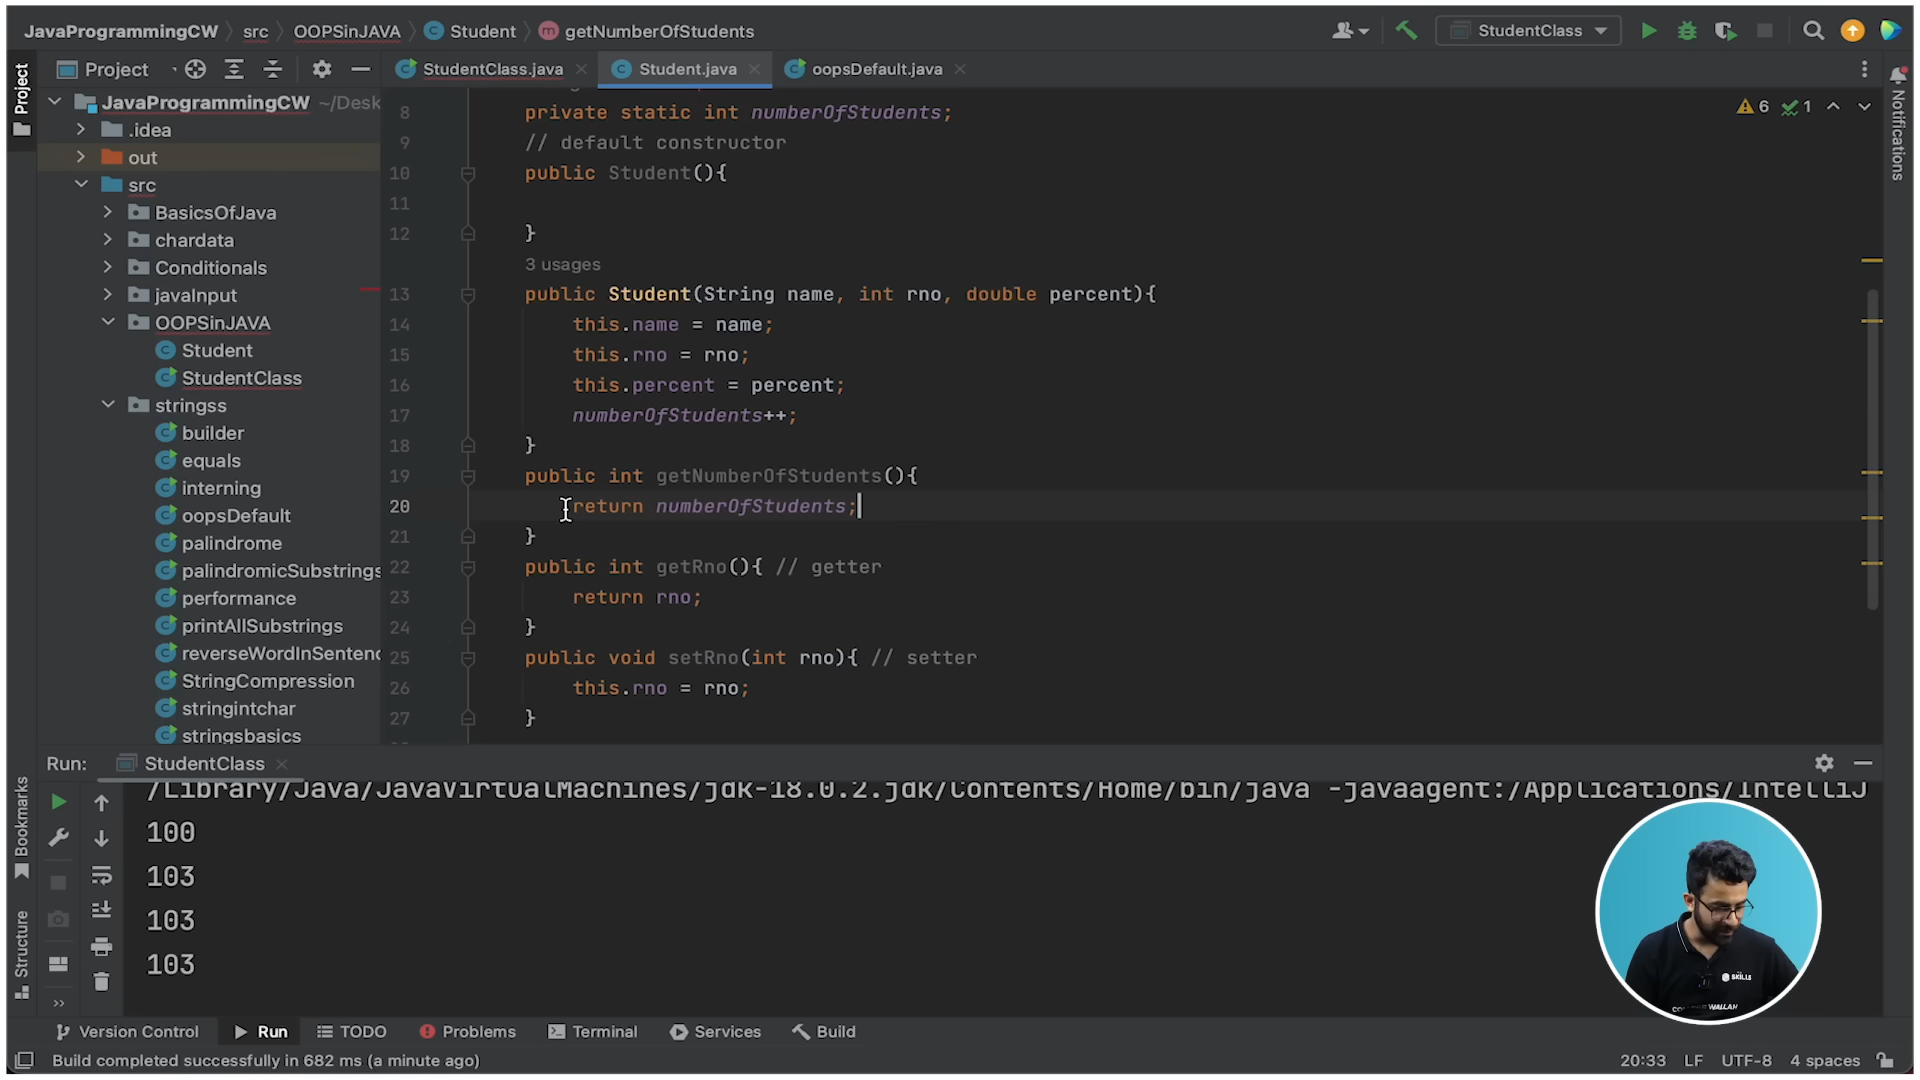 JavaProgrammingCW
src
OOPSinJAVA
Student
getNumberOfStudents
StudentClass
Project
Project
StudentClass.java
Student.java
oopsDefault.java
Notifications
JavaProgrammingCW ~/Desk
.idea
out
src
BasicsOfJava
chardata
Conditionals
javaInput
OOPSinJAVA
Student
StudentClass
stringss
builder
equals
interning
oopsDefault
palindrome
palindromicSubstrings
performance
printAllSubstrings
reverseWordInSentenc
StringCompression
stringintchar
stringsbasics
6 1
8 private static int numberOfStudents;
9 // default constructor
10 public Student(){
11
12 }
3 usages
13 public Student(String name, int rno, double percent){
14 this.name = name;
15 this.rno = rno;
16 this.percent = percent;
17 numberOfStudents++;
18 }
19 public int getNumberOfStudents(){
20 return numberOfStudents;
21 }
22 public int getRno(){ // getter
23 return rno;
24 }
25 public void setRno(int rno){ // setter
26 this.rno = rno;
27 }
Run:
StudentClass
Bookmarks
Structure
/Library/Java/JavaVirtualMachines/jdk-18.0.2.jdk/Contents/Home/bin/java -javaagent:/Applications/IntelliJ
100
103
103
103
SKILLS
WALLAH
Version Control
Run
TODO
Problems
Terminal
Services
Build
Build completed successfully in 682 ms (a minute ago)
20:33 LF UTF-8 4 spaces